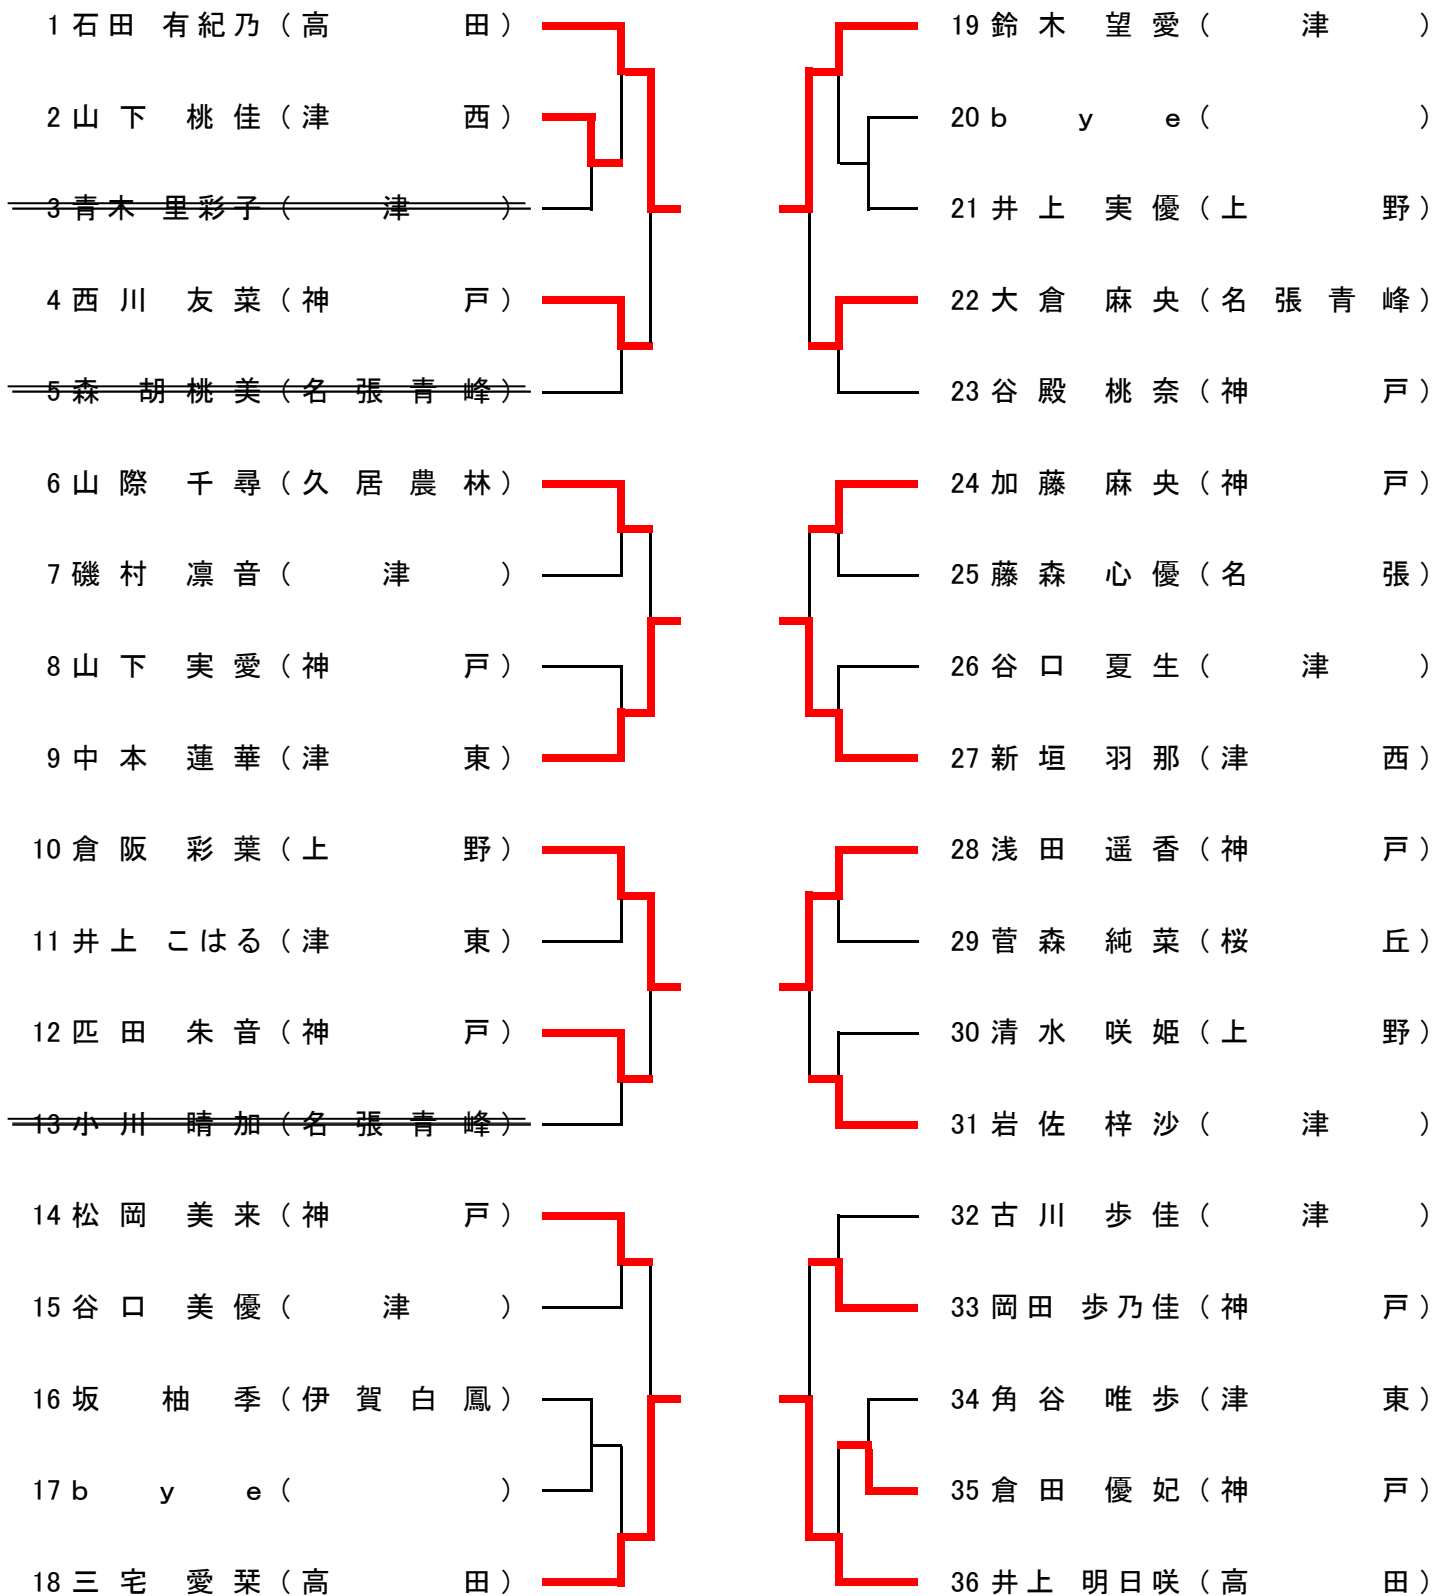 1 石田 有紀乃 (高 田)
2 山下 桃佳 (津 西)
3 青木 里彩子 (津)
4 西川 友菜 (神 戸)
5 森 胡桃美 (名張青峰)
6 山際 千尋 (久居農林)
7 磯村 凛音 (津)
8 山下 実愛 (神 戸)
9 中本 蓮華 (津 東)
10 倉阪 彩葉 (上 野)
11 井上 こはる (津 東)
12 匹田 朱音 (神 戸)
13 小川 晴加 (名張青峰)
14 松岡 美来 (神 戸)
15 谷口 美優 (津)
16 坂 柚季 (伊賀白鳳)
17 bye ( )
18 三宅 愛栞 (高 田)
19 鈴木 望愛 (津)
20 bye ( )
21 井上 実優 (上 野)
22 大倉 麻央 (名張青峰)
23 谷殿 桃奈 (神 戸)
24 加藤 麻央 (神 戸)
25 藤森 心優 (名 張)
26 谷口 夏生 (津)
27 新垣 羽那 (津 西)
28 浅田 遥香 (神 戸)
29 菅森 純菜 (桜 丘)
30 清水 咲姫 (上 野)
31 岩佐 梓沙 (津)
32 古川 歩佳 (津)
33 岡田 歩乃佳 (神 戸)
34 角谷 唯歩 (津 東)
35 倉田 優妃 (神 戸)
36 井上 明日咲 (高 田)